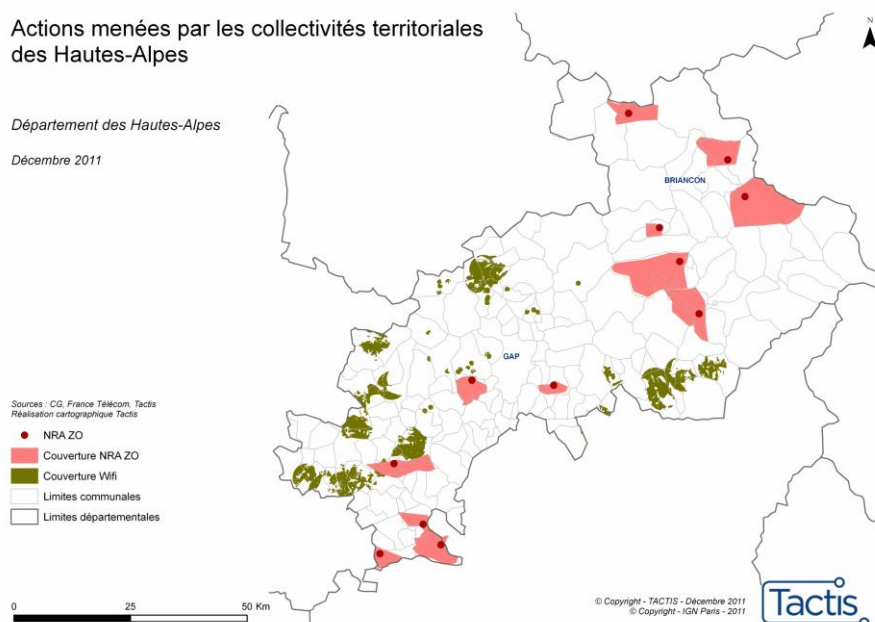 Actions menées par les collectivités territoriales
des Hautes-Alpes
Département des Hautes-Alpes
Décembre 2011
N
BRIANCON
GAP
Sources : CG, France Télécom, Tactis
Réalisation cartographique Tactis
NRA ZO
Couverture NRA ZO
Couverture Wifi
Limites communales
Limites départementales
0 25 50 Km
© Copyright - TACTIS - Décembre 2011
© Copyright - IGN Paris - 2011
Tactis